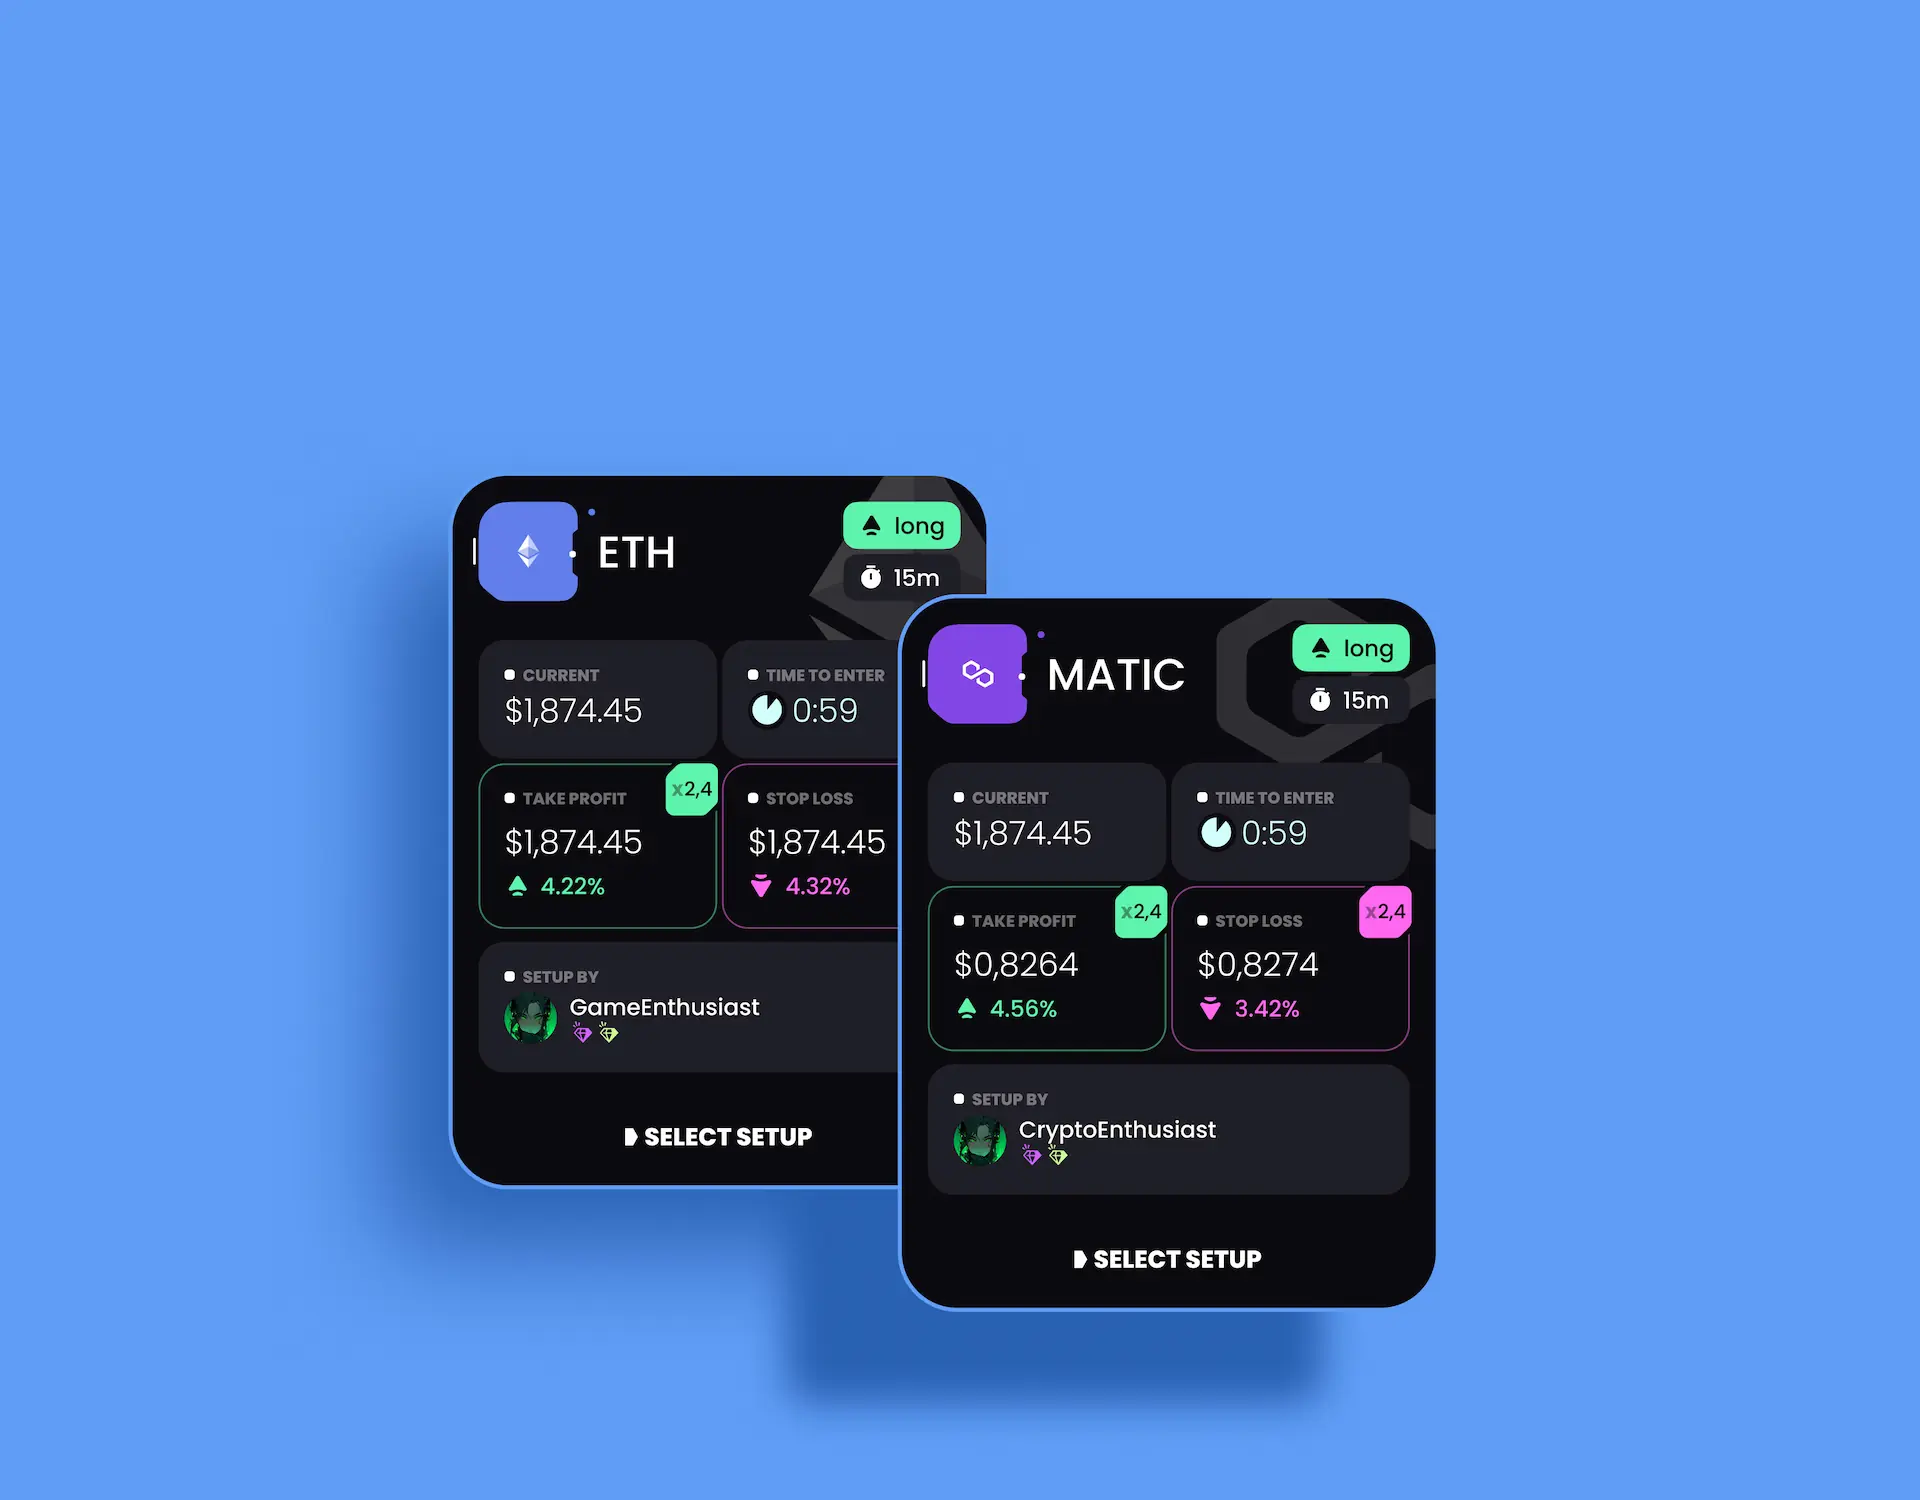 ETH
long
15m
CURRENT
$1,874.45
TIME TO ENTER
0:59
TAKE PROFIT
x2,4
$1,874.45
4.22%
STOP LOSS
$1,874.45
4.32%
SETUP BY
GameEnthusiast
SELECT SETUP
MATIC
long
15m
CURRENT
$1,874.45
TIME TO ENTER
0:59
TAKE PROFIT
x2,4
$0,8264
4.56%
STOP LOSS
x2,4
$0,8274
3.42%
SETUP BY
CryptoEnthusiast
SELECT SETUP